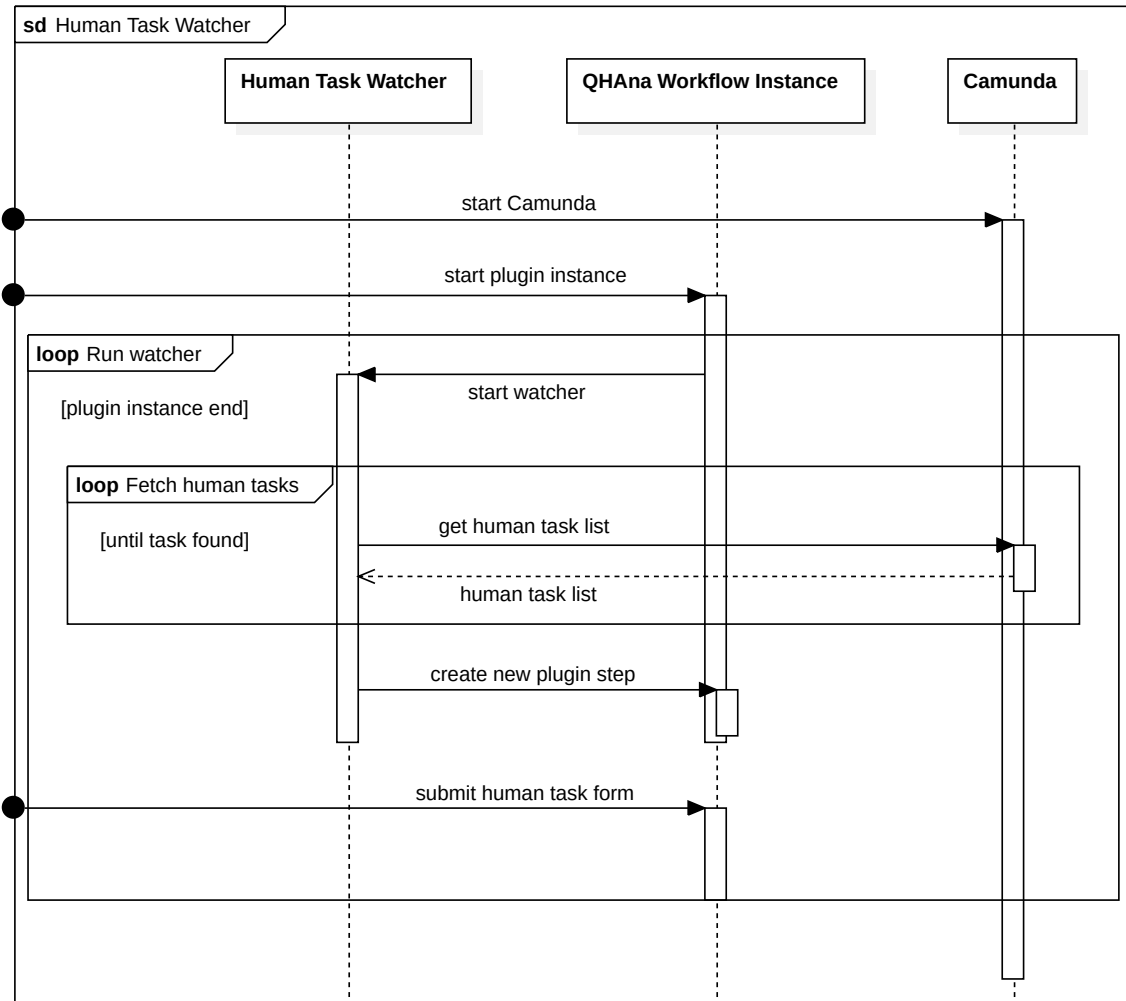 sd Human Task Watcher
Human Task Watcher
QHAna Workflow Instance
Camunda
start Camunda
start plugin instance
loop Run watcher
start watcher
[plugin instance end]
loop Fetch human tasks
get human task list
[until task found]
human task list
create new plugin step
submit human task form